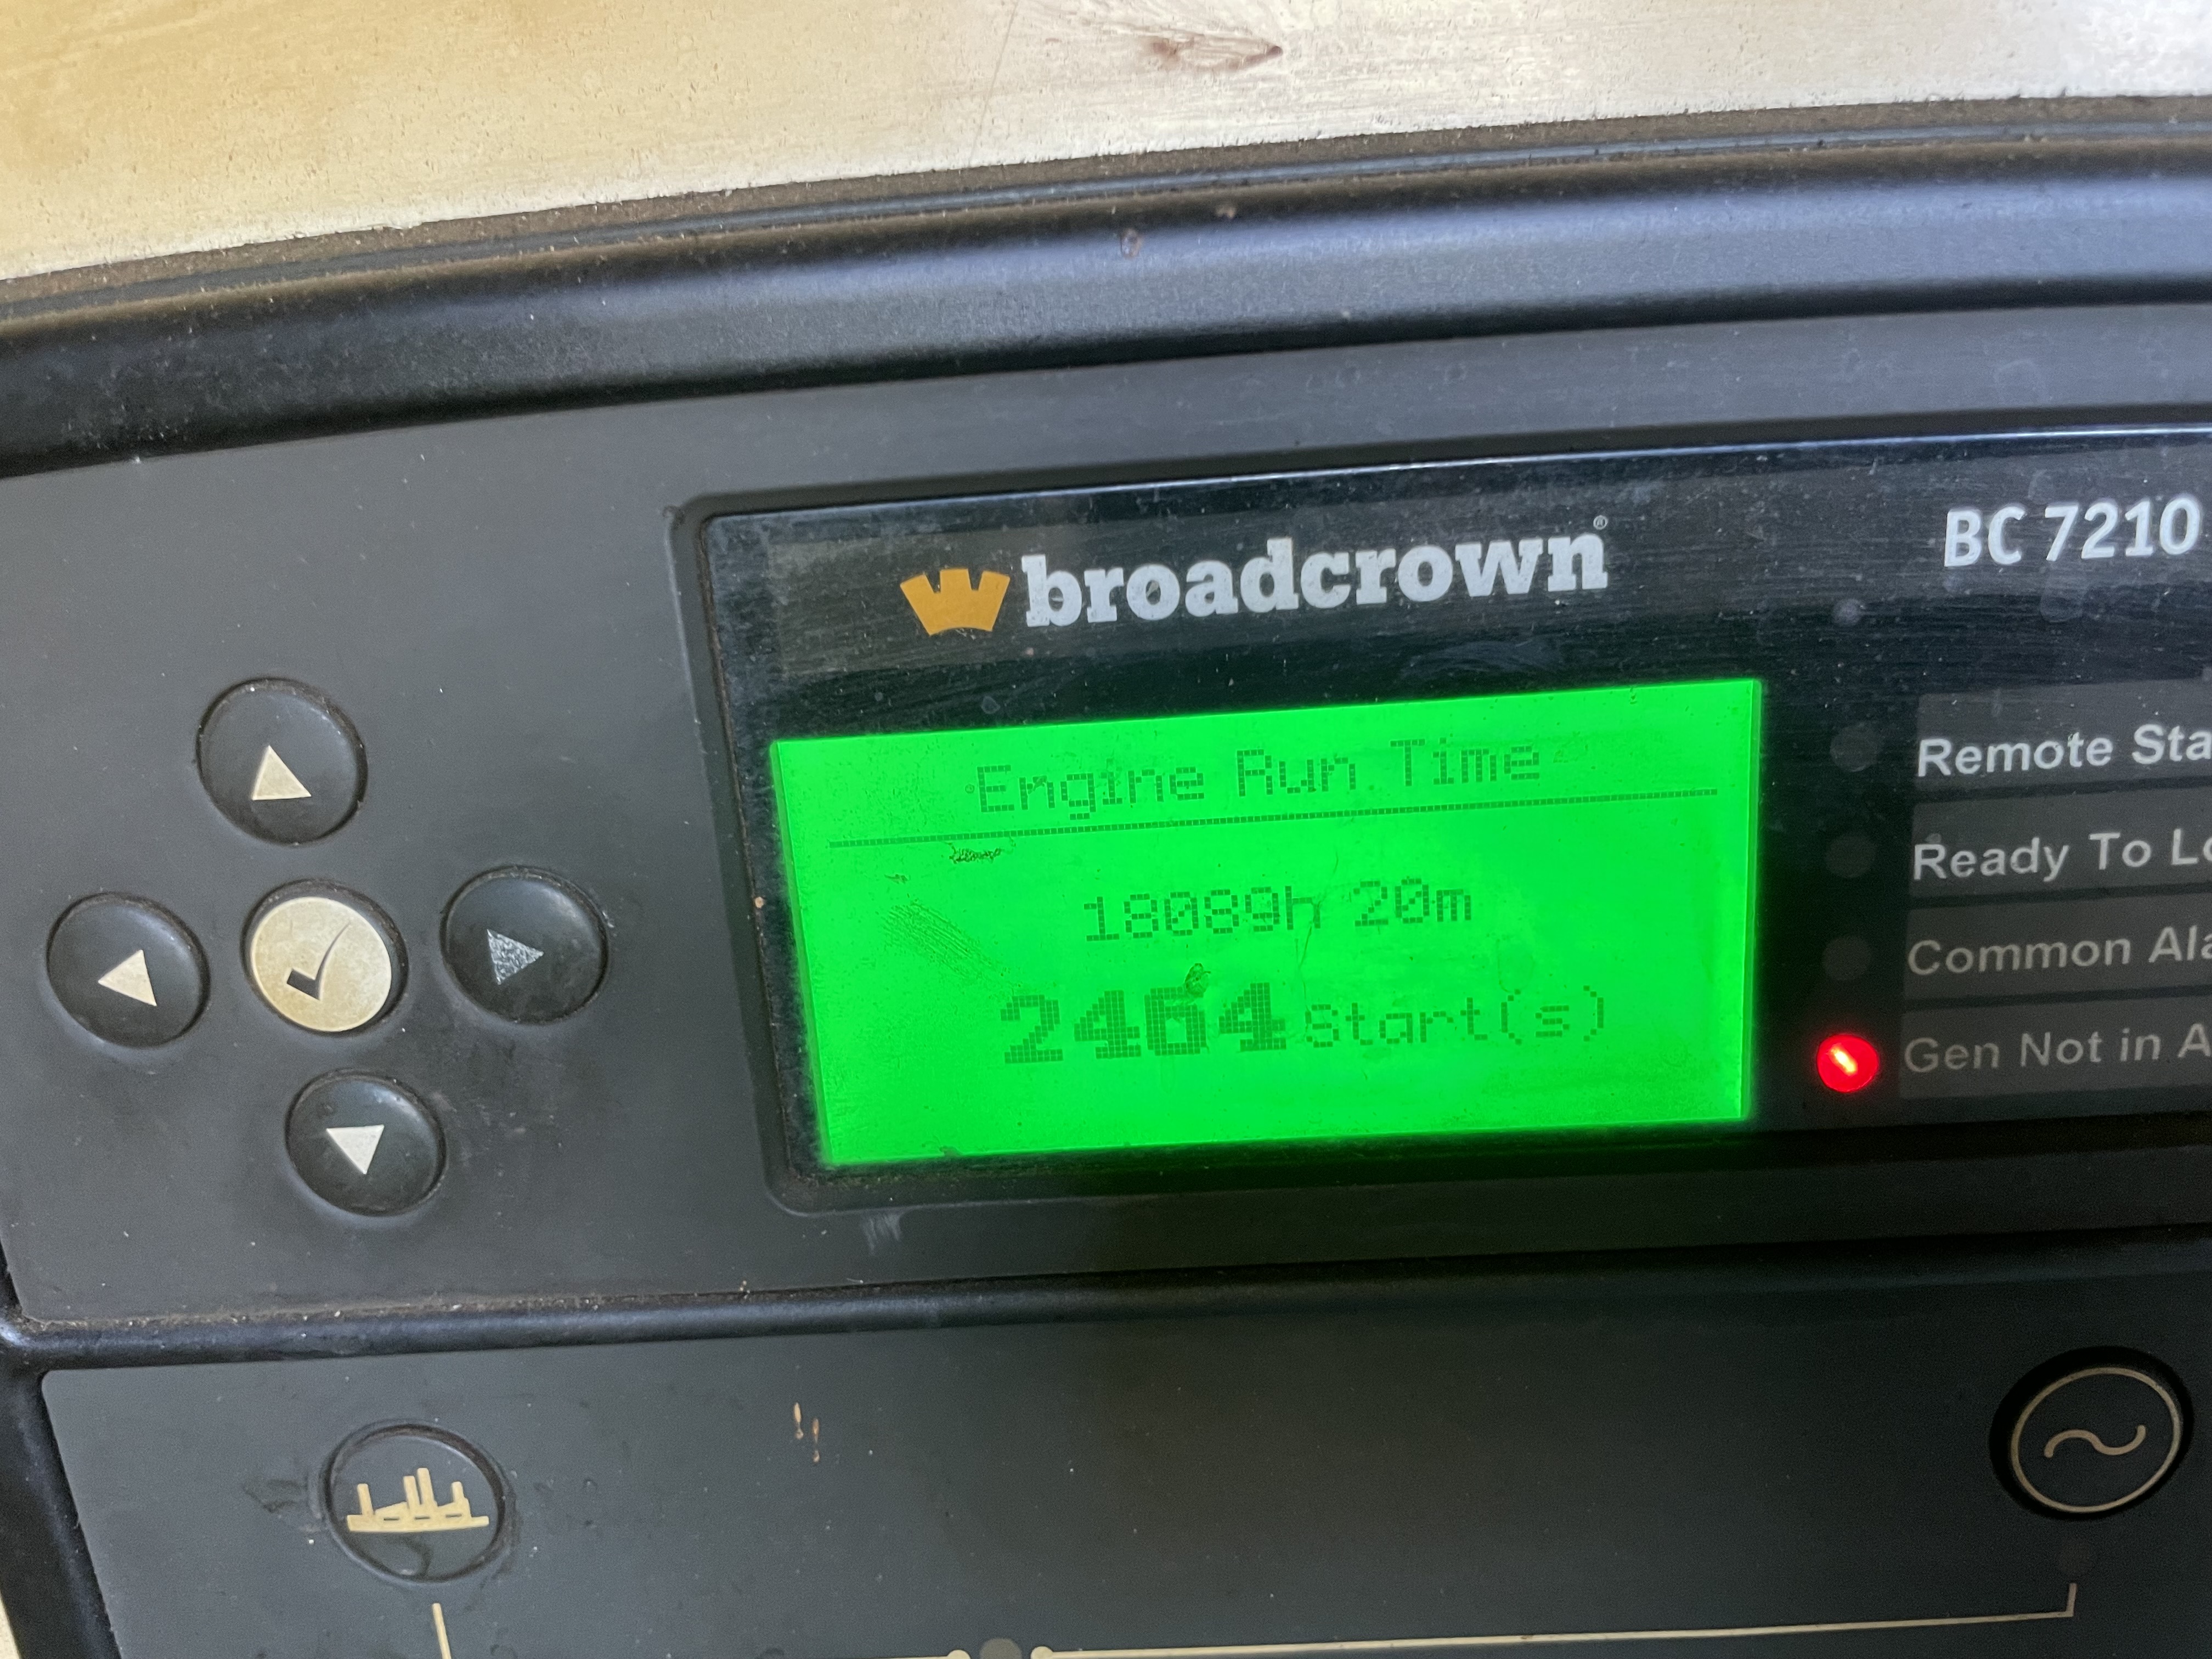 broadcrown®
BC 7210
Engine Run Time
18089h 20m
2464 Start(s)
Remote Sta
Ready To Lo
Common Ala
Gen Not in A